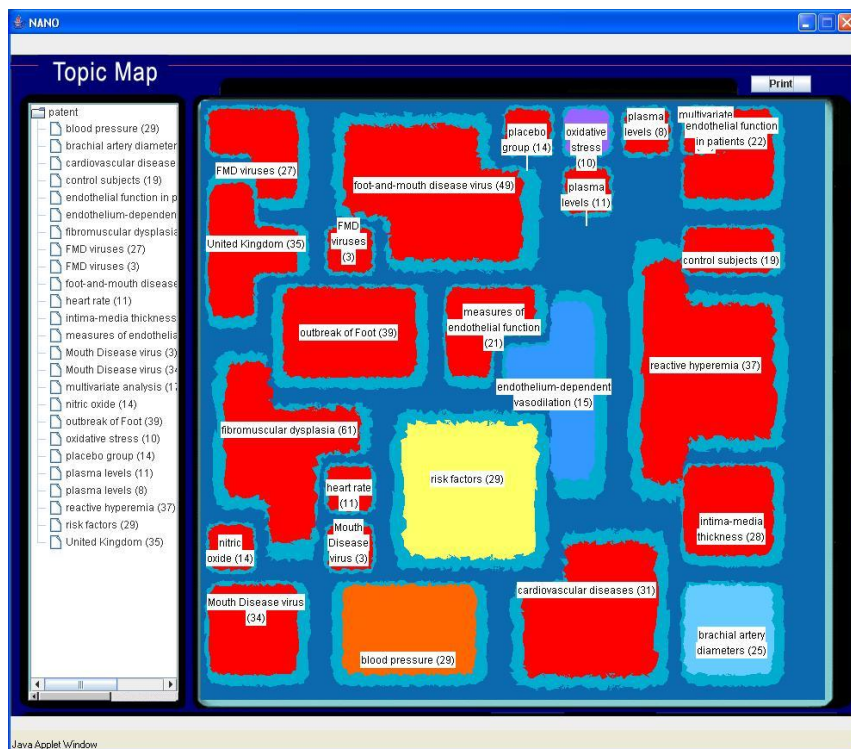 NANO
Topic Map
Print
patent
blood pressure (29)
brachial artery diameter
cardiovascular disease
control subjects (19)
endothelial function in p
endothelium-dependen
fibromuscular dysplasia
FMD viruses (27)
FMD viruses (3)
foot-and-mouth disease
heart rate (11)
intima-media thickness
measures of endothelia
Mouth Disease virus (3)
Mouth Disease virus (34
multivariate analysis (17
nitric oxide (14)
outbreak of Foot (39)
oxidative stress (10)
placebo group (14)
plasma levels (11)
plasma levels (8)
reactive hyperemia (37)
risk factors (29)
United Kingdom (35)
FMD viruses (27)
foot-and-mouth disease virus (49)
placebo
group (14)
oxidative
stress
(10)
plasma
levels (8)
multivariate
endothelial function
in patients (22)
plasma
levels (11)
United Kingdom (35)
FMD
viruses
(3)
control subjects (19)
outbreak of Foot (39)
measures of
endothelial function
(21)
reactive hyperemia (37)
endothelium-dependent
vasodilation (15)
fibromuscular dysplasia (61)
risk factors (29)
heart rate
(11)
intima-media
thickness (28)
nitric
oxide (14)
Mouth
Disease
virus (3)
Mouth Disease virus
(34)
blood pressure (29)
cardiovascular diseases (31)
brachial artery
diameters (25)
Java Applet Window